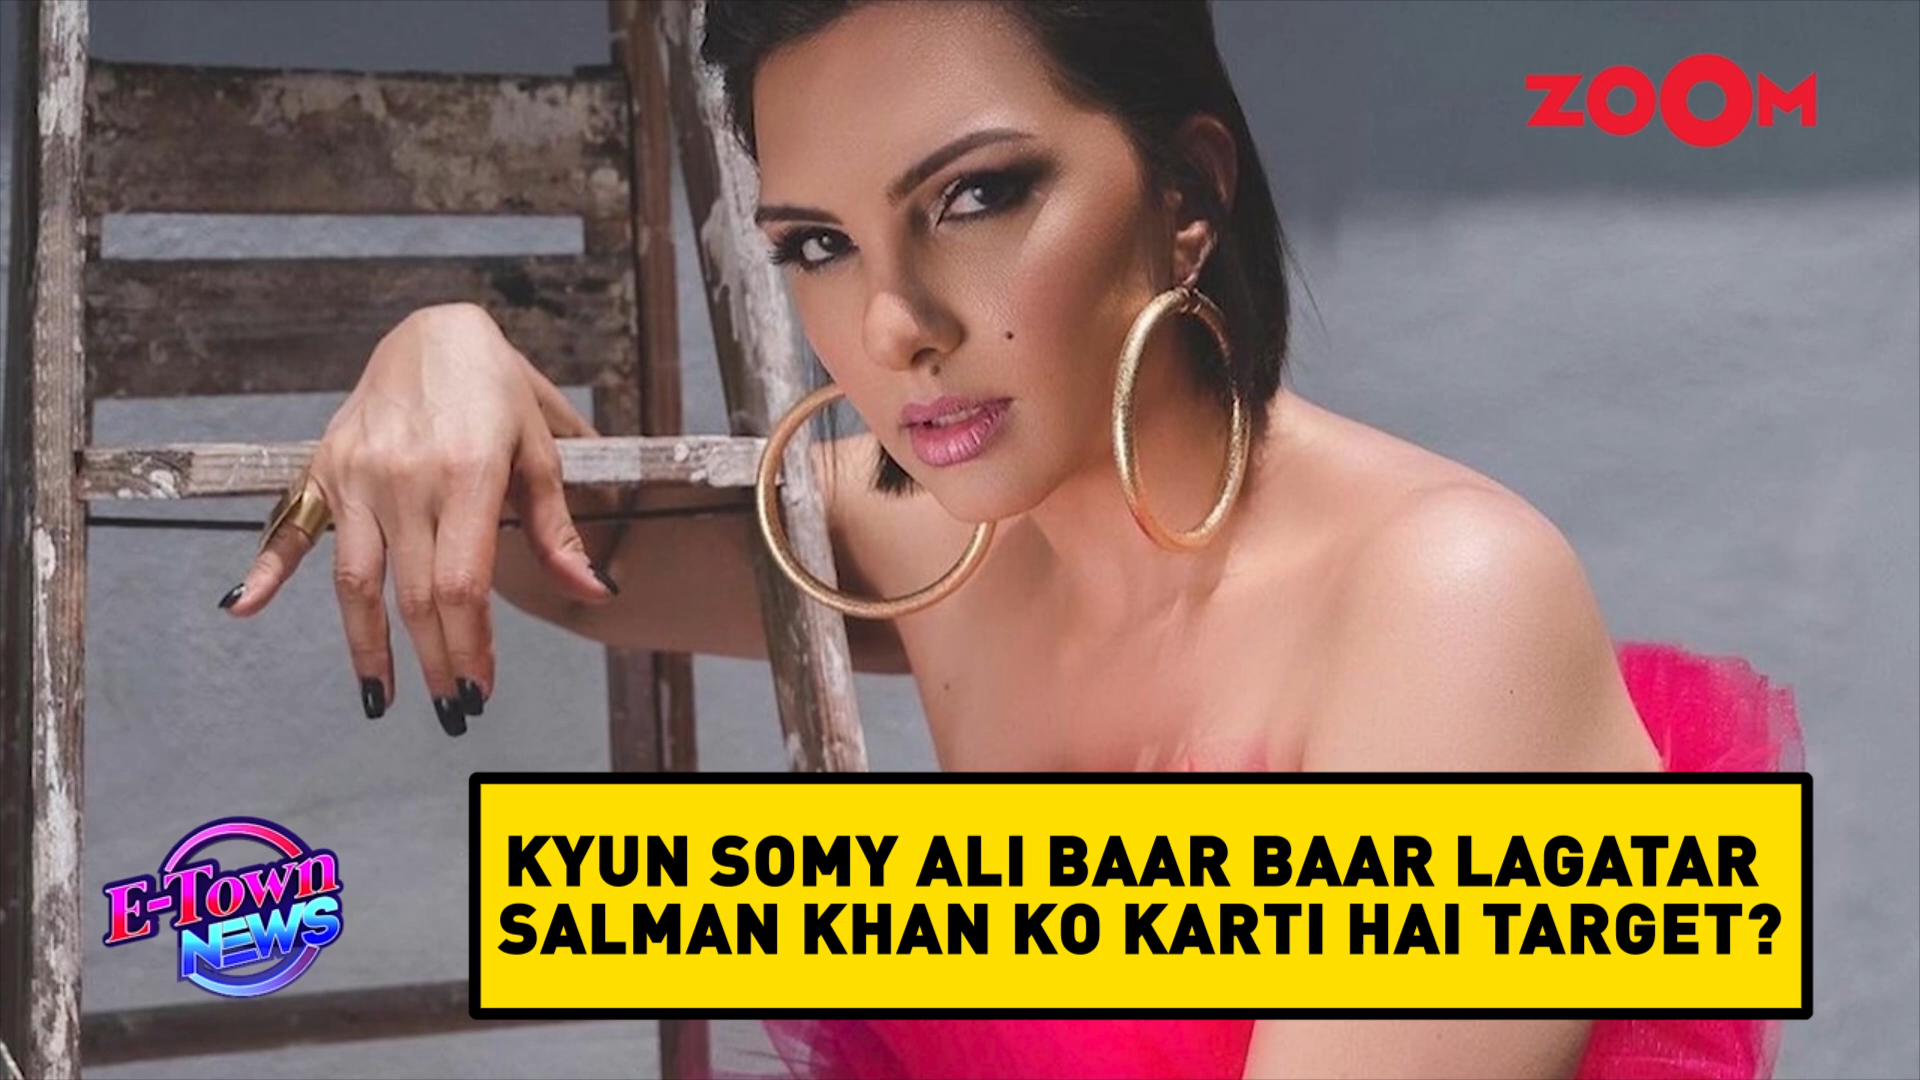 ZOOM
E-Town
NEWS
KYUN SOMY ALI BAAR BAAR LAGATAR
SALMAN KHAN KO KARTI HAI TARGET?